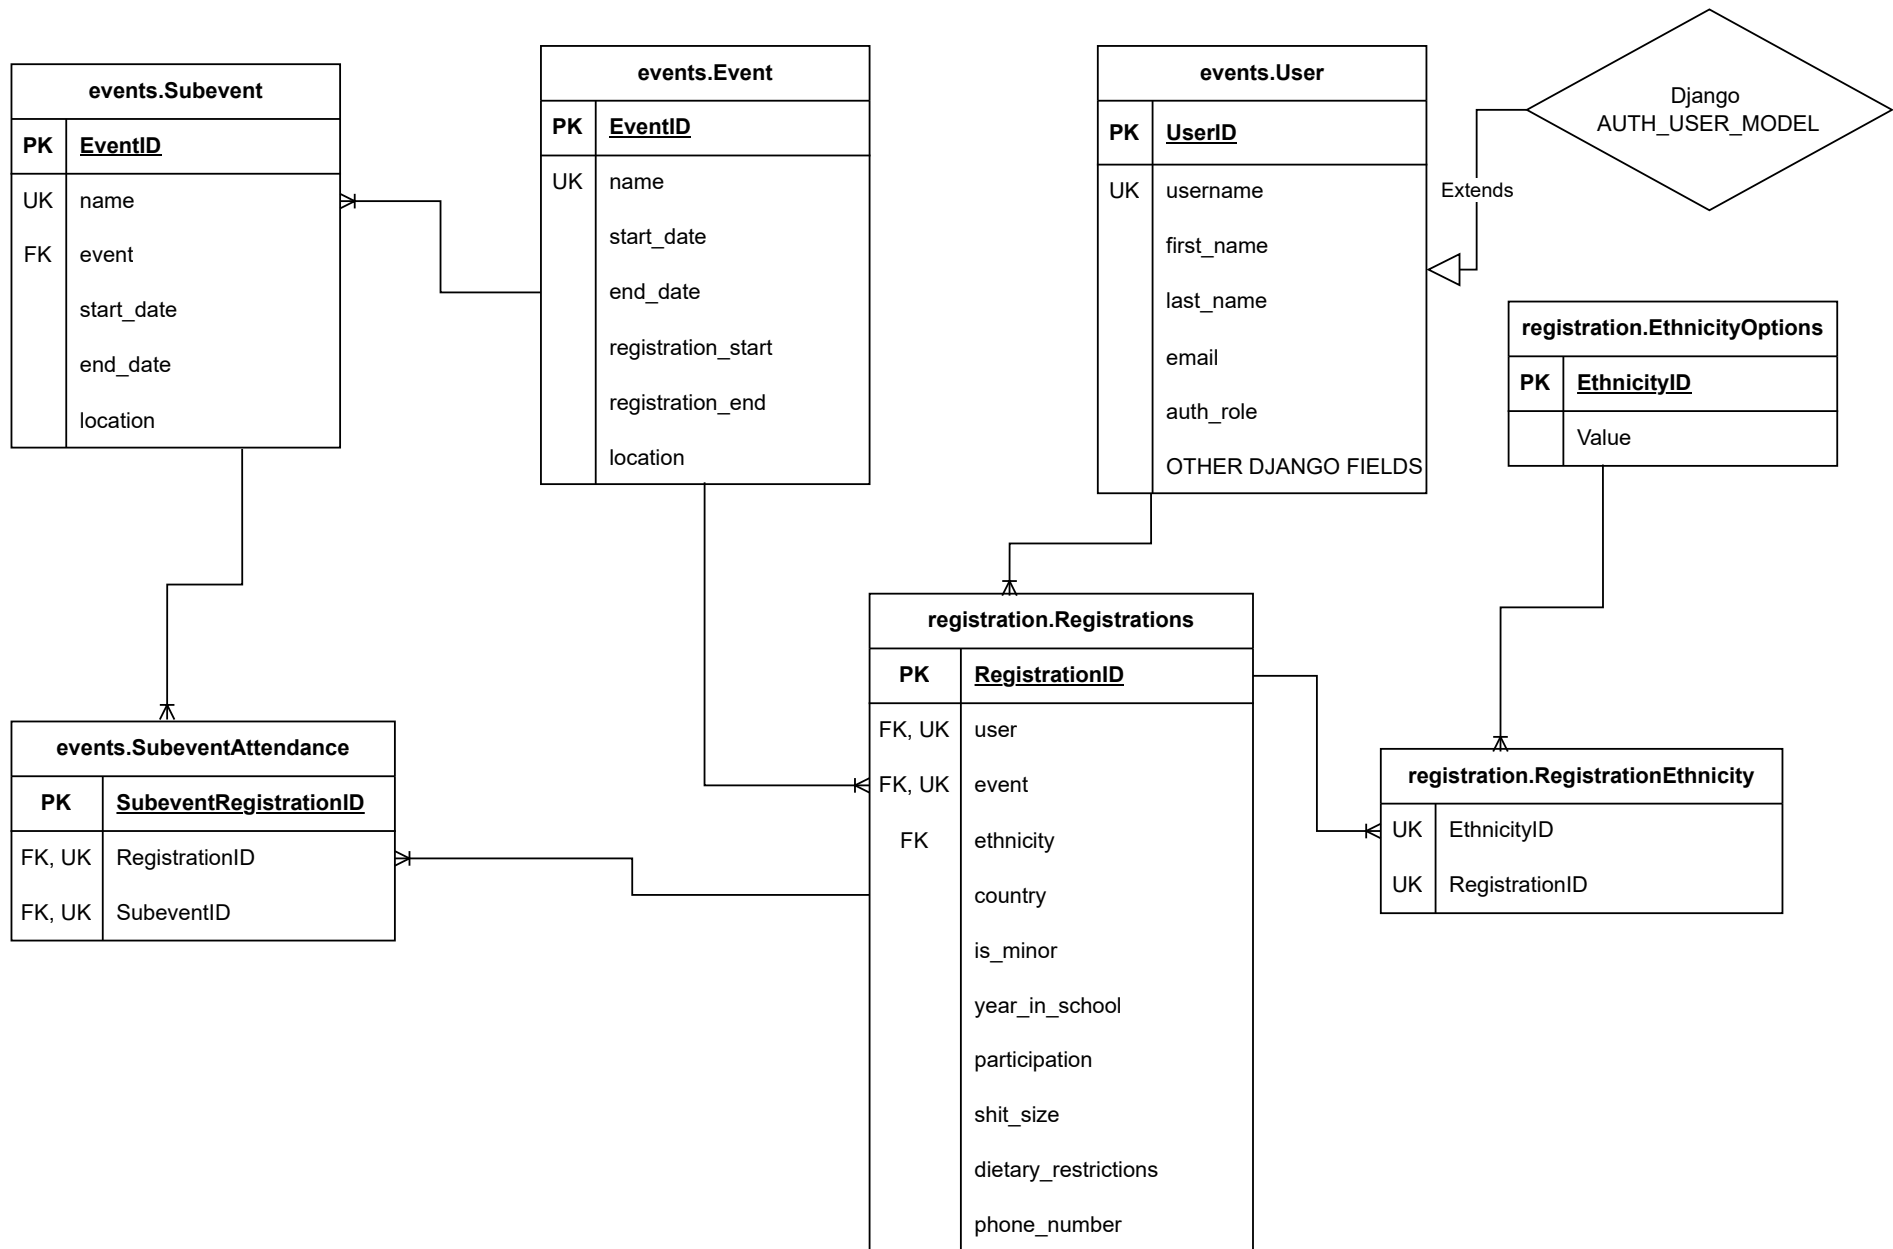 events.Subevent
PK EventID
UK name
FK event
start_date
end_date
location
events.Event
PK EventID
UK name
start_date
end_date
registration_start
registration_end
location
events.User
PK UserID
UK username
first_name
last_name
email
auth_role
OTHER DJANGO FIELDS
Django
AUTH_USER_MODEL
Extends
registration.EthnicityOptions
PK EthnicityID
Value
events.SubeventAttendance
PK SubeventRegistrationID
FK, UK RegistrationID
FK, UK SubeventID
registration.Registrations
PK RegistrationID
FK, UK user
FK, UK event
FK ethnicity
country
is_minor
year_in_school
participation
shit_size
dietary_restrictions
phone_number
registration.RegistrationEthnicity
UK EthnicityID
UK RegistrationID